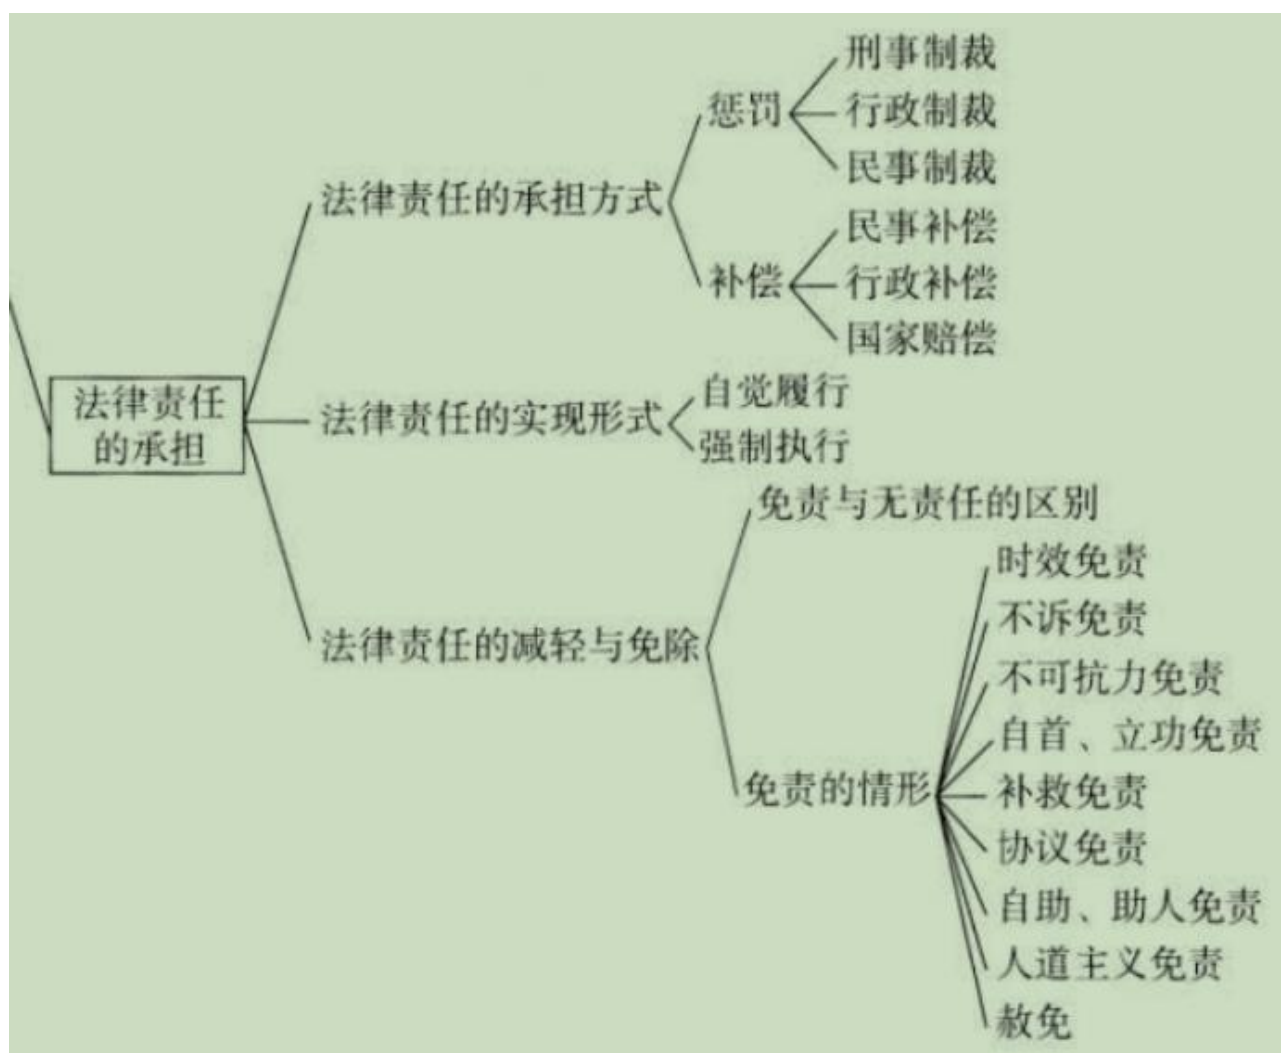 刑事制裁
惩罚
行政制裁
民事制裁
法律责任的承担方式
民事补偿
补偿
行政补偿
国家赔偿
法律责任
的承担
法律责任的实现形式
自觉履行
强制执行
免责与无责任的区别
法律责任的减轻与免除
时效免责
不诉免责
不可抗力免责
自首、立功免责
免责的情形
补救免责
协议免责
自助、助人免责
人道主义免责
赦免